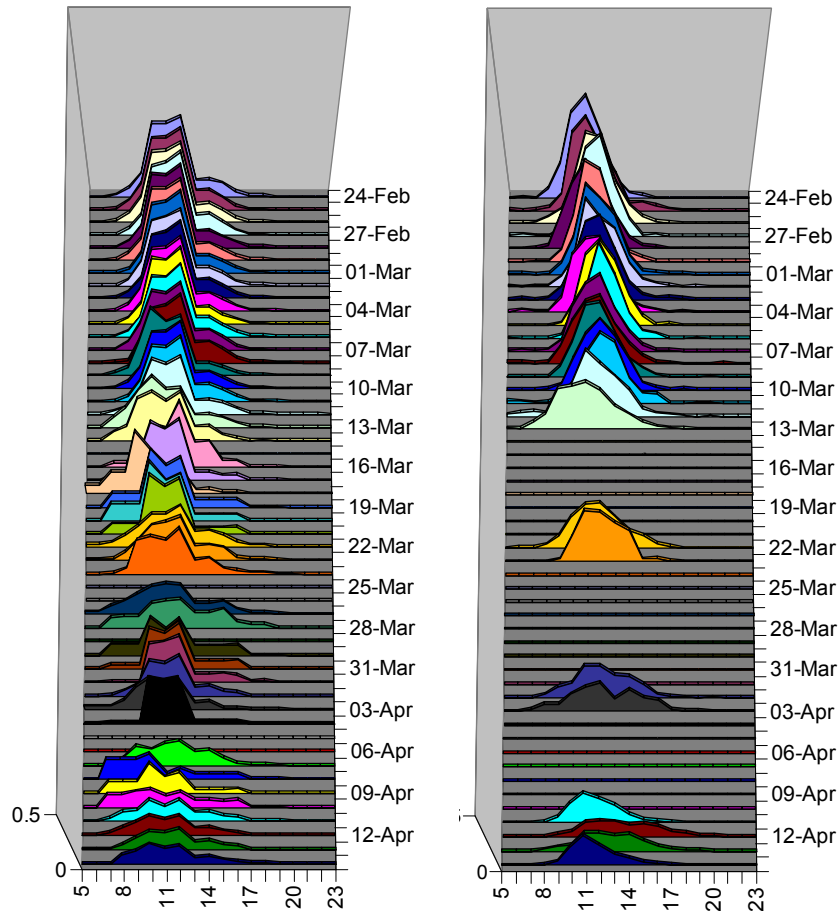 24-Feb
27-Feb
01-Mar
04-Mar
07-Mar
10-Mar
13-Mar
16-Mar
19-Mar
22-Mar
25-Mar
28-Mar
31-Mar
03-Apr
06-Apr
09-Apr
12-Apr
0.5
0
5 8 11 14 17 20 23
24-Feb
27-Feb
01-Mar
04-Mar
07-Mar
10-Mar
13-Mar
16-Mar
19-Mar
22-Mar
25-Mar
28-Mar
31-Mar
03-Apr
06-Apr
09-Apr
12-Apr
0
5 8 11 14 17 20 23